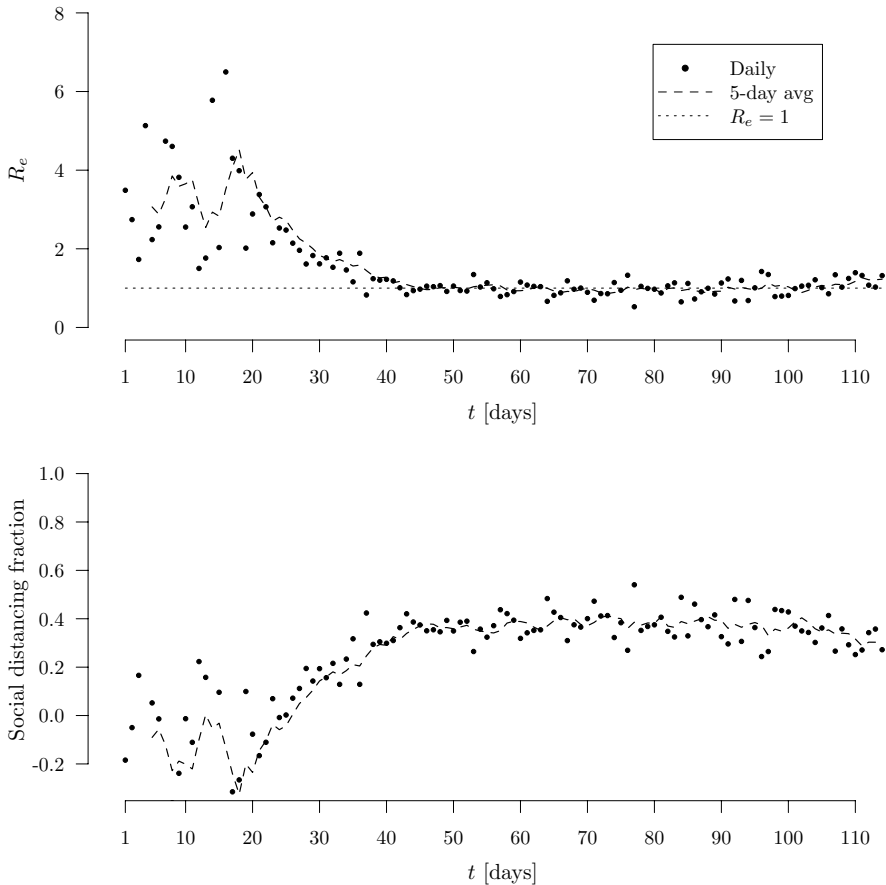 8
6
4
2
0
R_e
Daily
5-day avg
R_e = 1
1 10 20 30 40 50 60 70 80 90 100 110
t [days]
1.0
0.8
0.6
0.4
0.2
0.0
-0.2
Social distancing fraction
1 10 20 30 40 50 60 70 80 90 100 110
t [days]